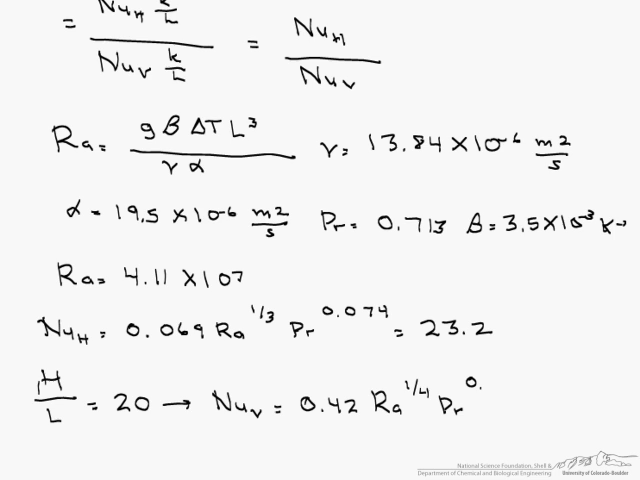 = Nu_H k/L / Nu_V k/L = Nu_H / Nu_V
Ra = g β ΔT L³ / ν α ν = 13.84 × 10⁻⁶ m2/s
α = 19.5 × 10⁻⁶ m2/s Pr = 0.713 β = 3.5 × 10⁻³ K⁻
Ra = 4.11 × 10⁷
Nu_H = 0.069 Ra^1/3 Pr^0.074 = 23.2
H/L = 20 → Nu_V = 0.42 Ra^1/4 Pr^0.
National Science Foundation, Shell &
Department of Chemical and Biological Engineering
University of Colorado-Boulder